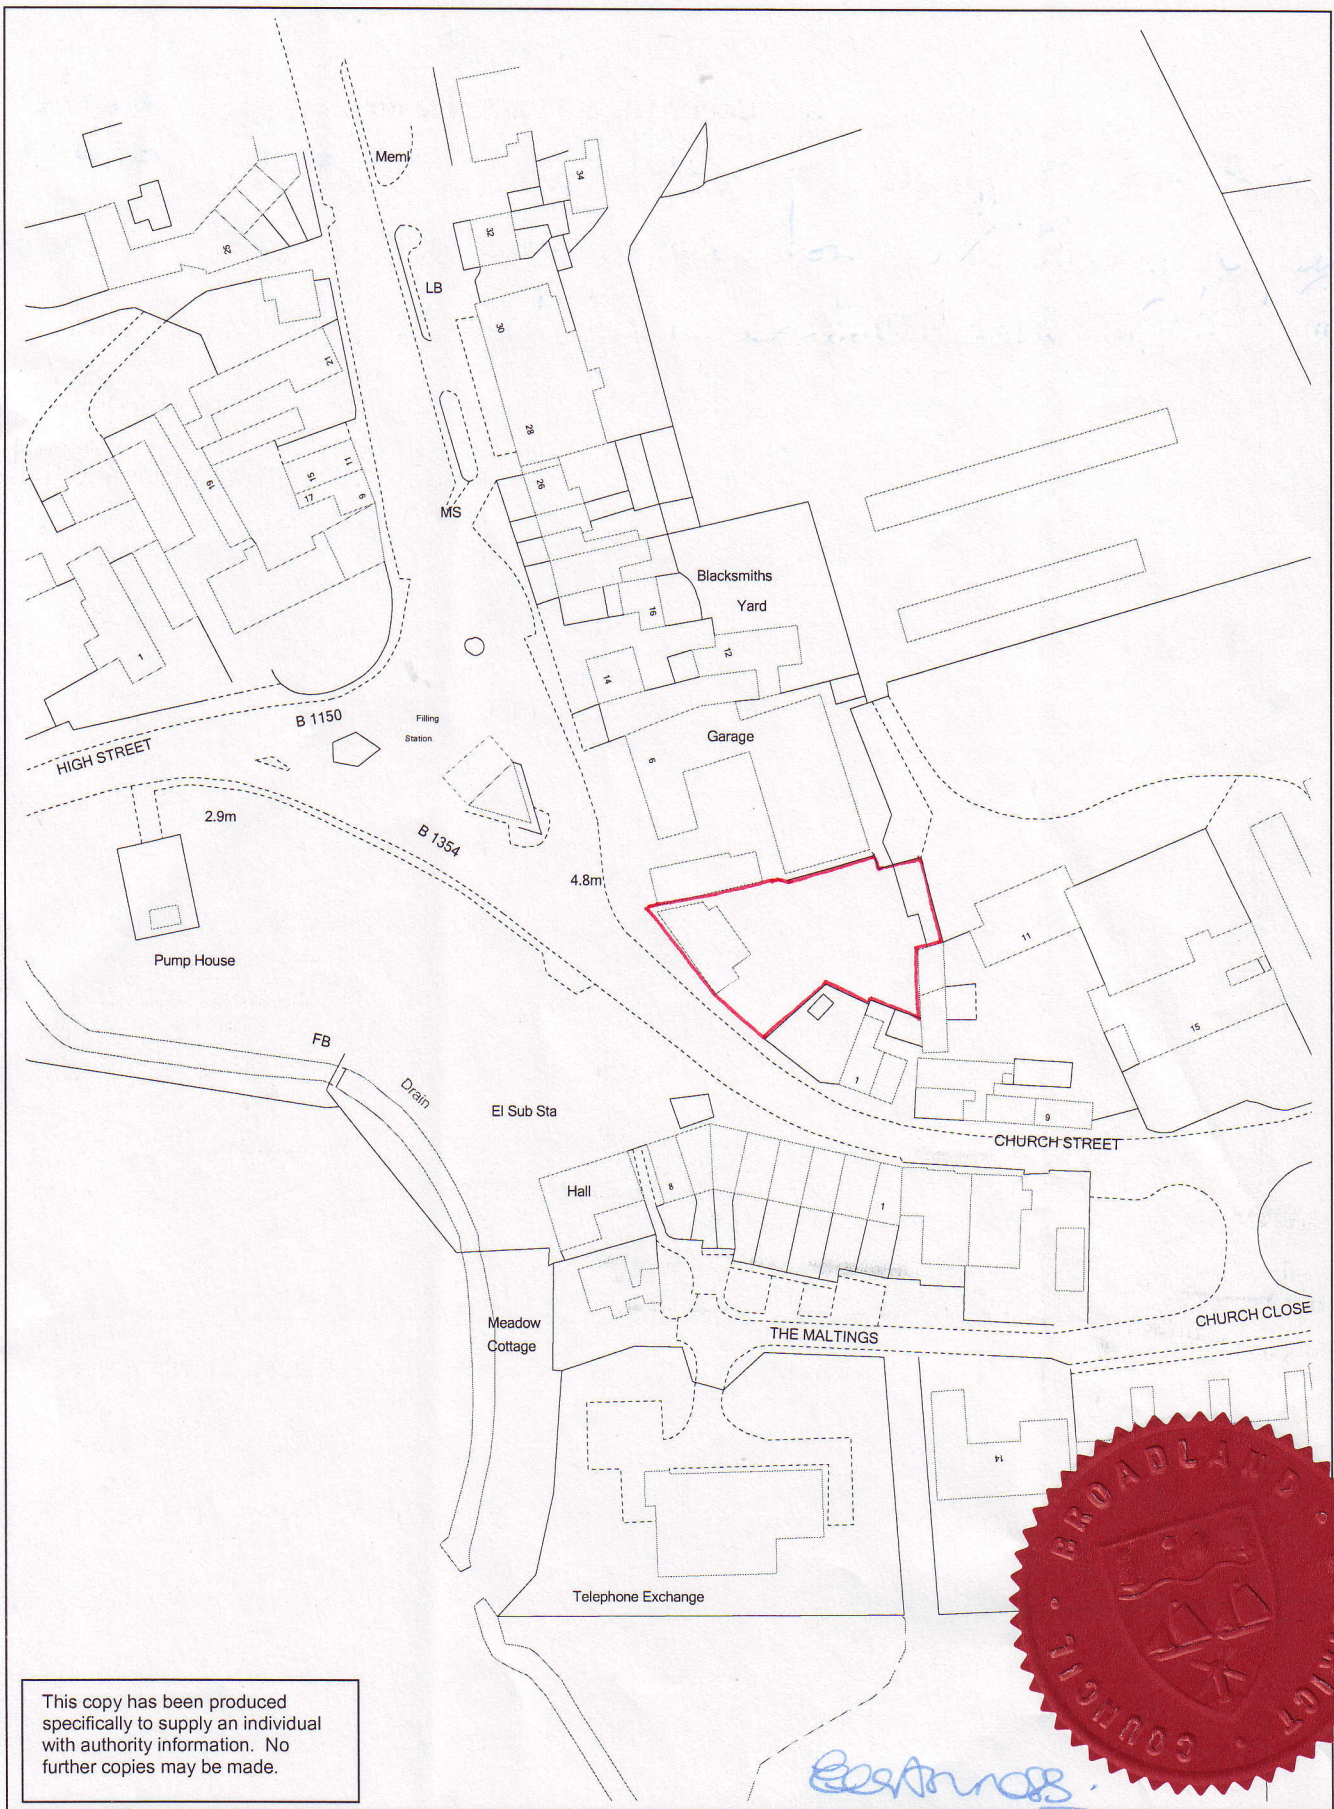 Meml
34
32
25
LB
30
21
28
11
15
17
9
19
26
MS
Blacksmiths
Yard
16
12
14
1
B 1150
Filling
Station
HIGH STREET
Garage
6
2.9m
B 1354
4.8m
Pump House
11
15
FB
Drain
1
El Sub Sta
9
CHURCH STREET
Hall
8
1
Meadow
Cottage
THE MALTINGS
CHURCH CLOSE
14
BROADLAND
COUNCIL
Telephone Exchange
This copy has been produced
specifically to supply an individual
with authority information. No
further copies may be made.